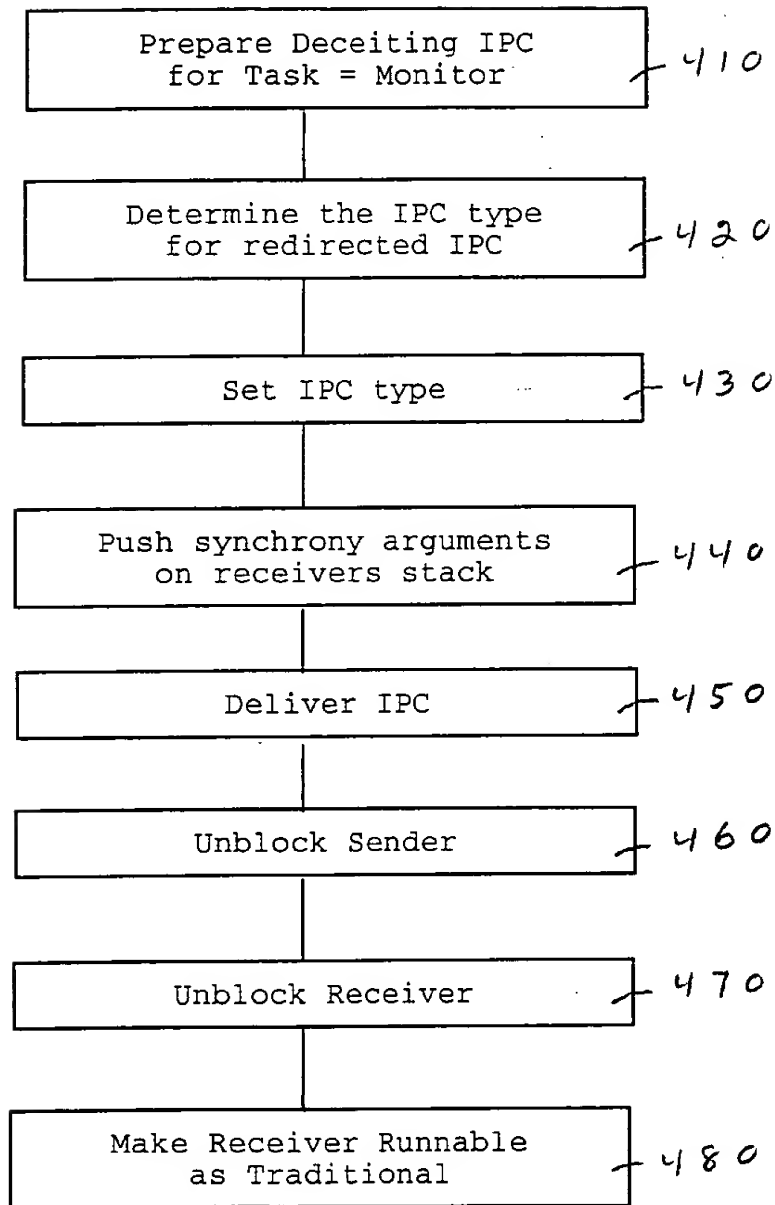 Prepare Deceiting IPC
for Task = Monitor
410
Determine the IPC type
for redirected IPC
420
Set IPC type
430
Push synchrony arguments
on receivers stack
440
Deliver IPC
450
Unblock Sender
460
Unblock Receiver
470
Make Receiver Runnable
as Traditional
480